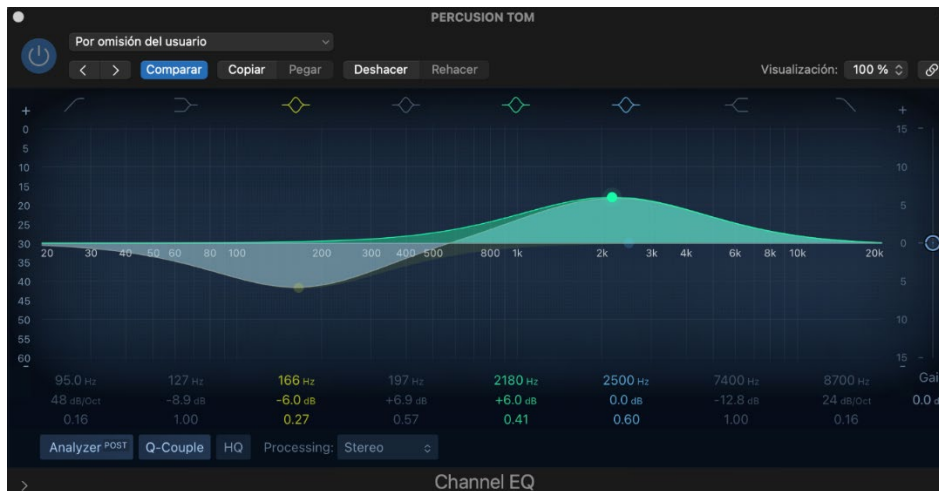 PERCUSION TOM
Por omisión del usuario
Comparar Copiar Pegar Deshacer Rehacer Visualización: 100 %
+ +
0 15 -
5
10 10
15
20 5
25
30 0 -
20 30 40 50 60 80 100 200 300 400 500 800 1k 2k 3k 4k 6k 8k 10k 20k
35
40 5
45
50 10
55
60 15 -
- -
95.0 Hz 127 Hz 166 Hz 197 Hz 2180 Hz 2500 Hz 7400 Hz 8700 Hz Gai
48 dB/Oct -8.9 dB -6.0 dB +6.9 dB +6.0 dB 0.0 dB -12.8 dB 24 dB/Oct 0.0 d
0.16 1.00 0.27 0.57 0.41 0.60 1.00 0.16
Analyzer POST Q-Couple HQ Processing: Stereo
Channel EQ